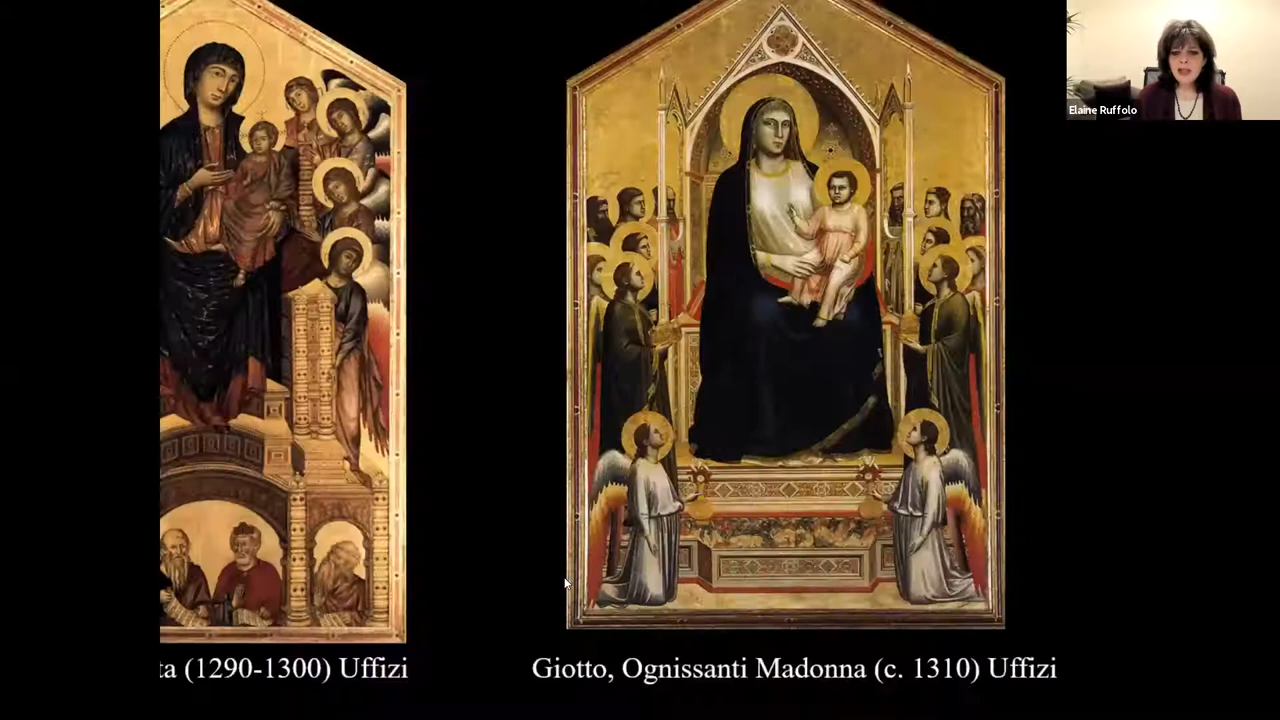 Elaine Ruffolo
ta (1290-1300) Uffizi
Giotto, Ognissanti Madonna (c. 1310) Uffizi